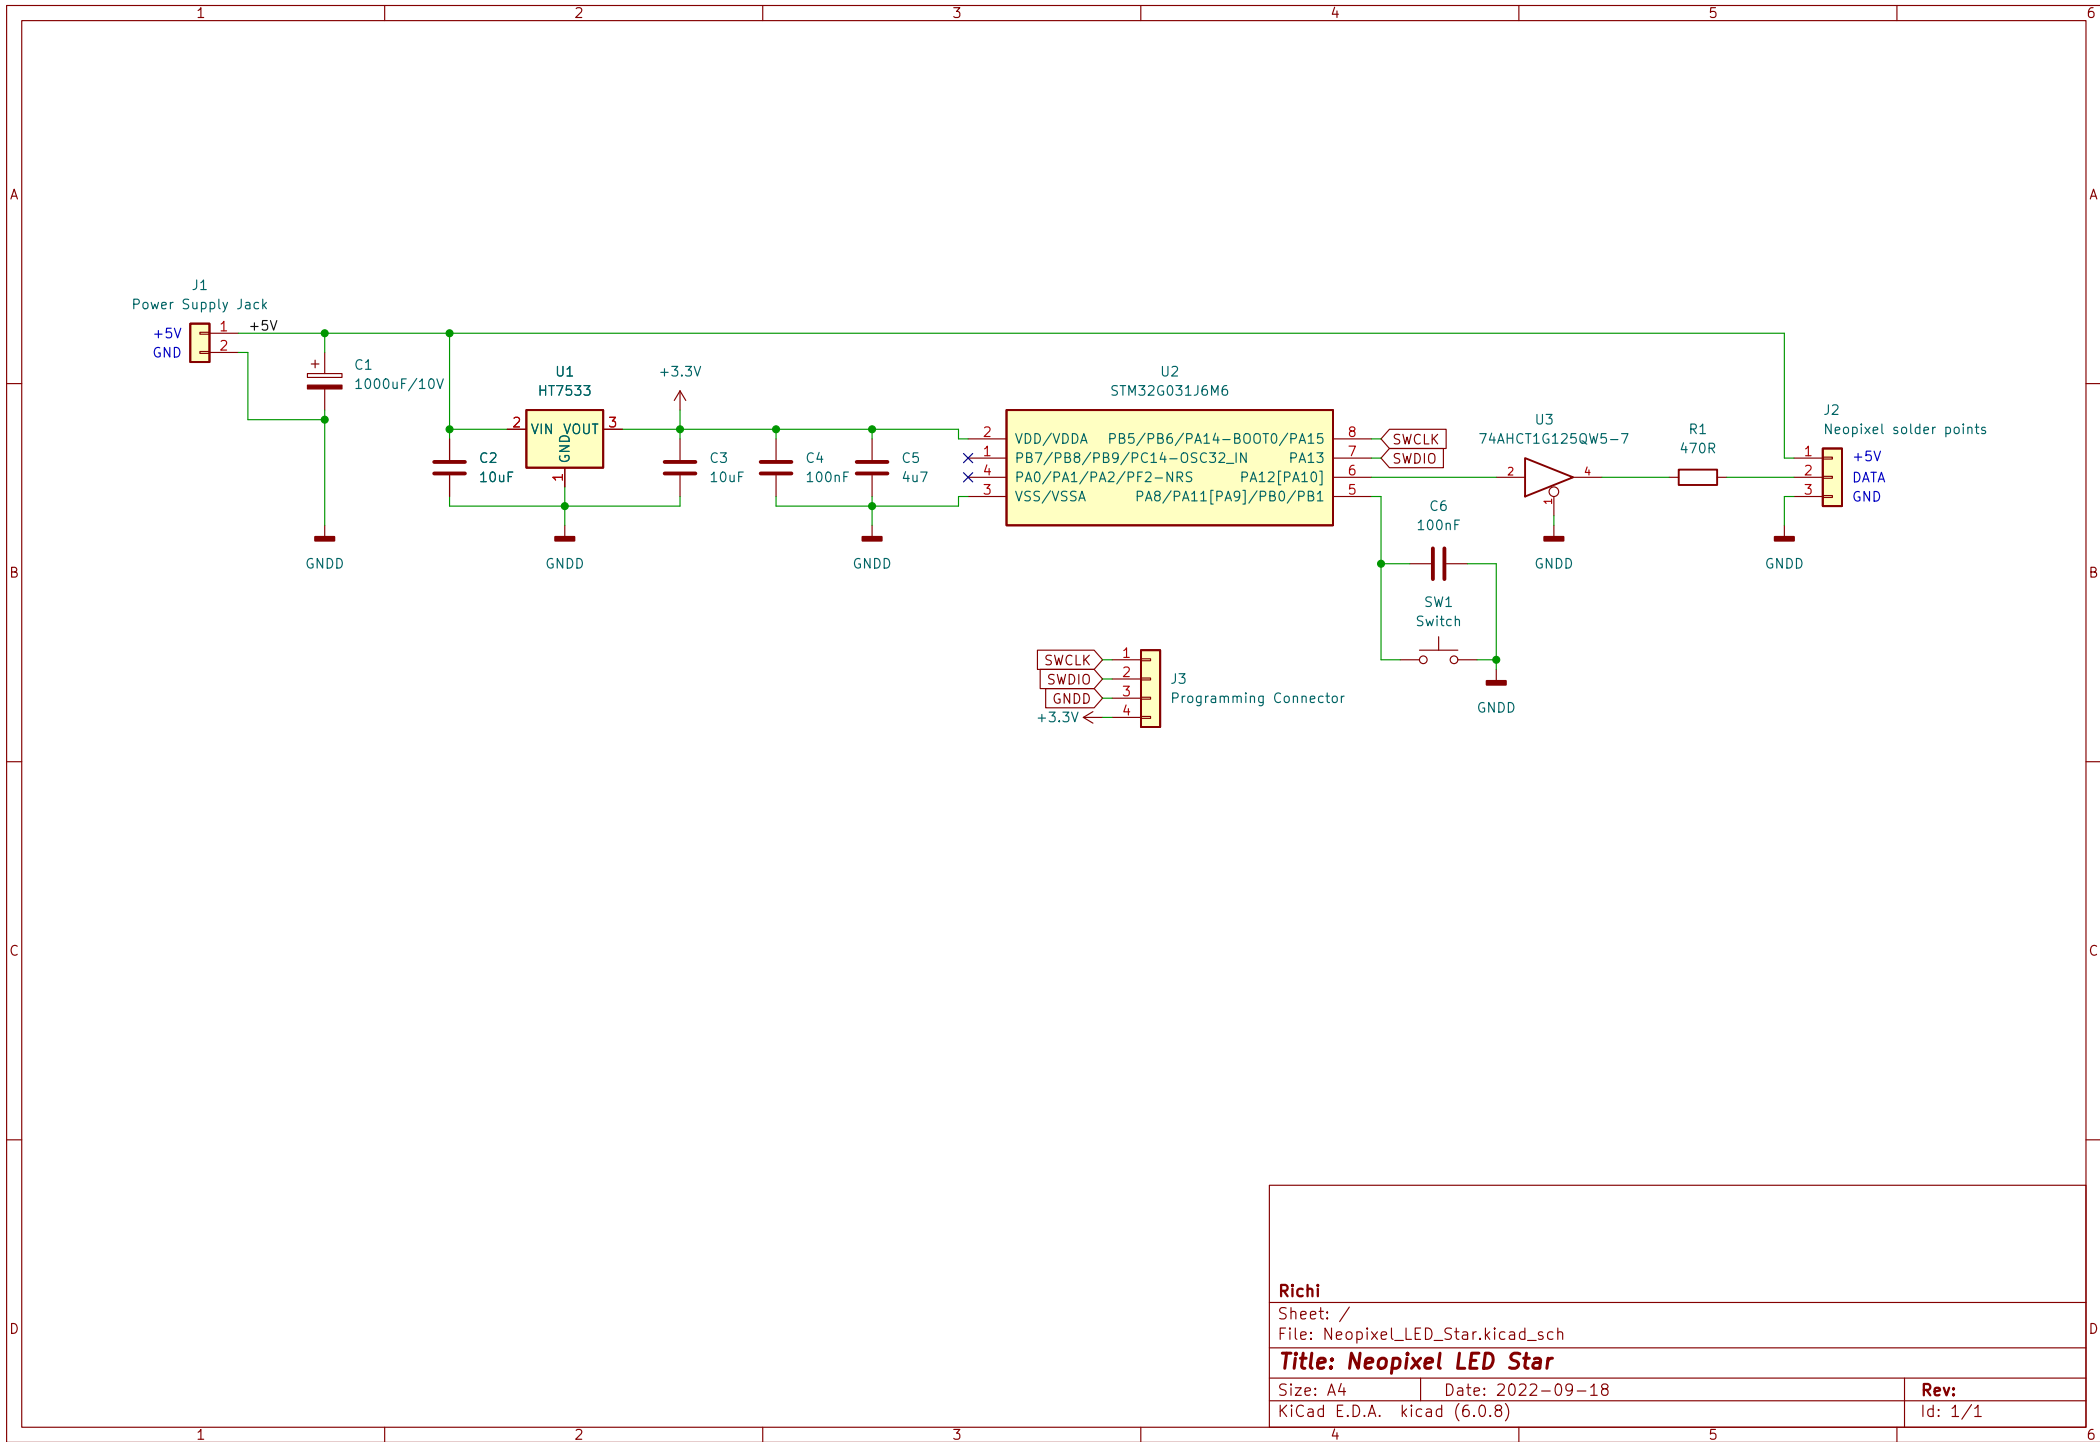 1 2 3 4 5 6
A A
J1
Power Supply Jack
+5V 1 +5V
GND 2
+ C1
1000uF/10V
U1
HT7533
2 VIN VOUT 3
GND
1
+3.3V
C2
10uF
C3
10uF
C4
100nF
C5
4u7
U2
STM32G031J6M6
2 VDD/VDDA PB5/PB6/PA14-BOOT0/PA15 8 SWCLK
1 PB7/PB8/PB9/PC14-OSC32_IN PA13 7 SWDIO
4 PA0/PA1/PA2/PF2-NRS PA12[PA10] 6
3 VSS/VSSA PA8/PA11[PA9]/PB0/PB1 5
U3
74AHCT1G125QW5-7
2 4
1
R1
470R
J2
Neopixel solder points
1 +5V
2 DATA
3 GND
C6
100nF
B GNDD GNDD GNDD GNDD GNDD B
SW1
Switch
GNDD
SWCLK 1
SWDIO 2
GNDD 3
+3.3V 4
J3
Programming Connector
C C
D D
Richi
Sheet: /
File: Neopixel_LED_Star.kicad_sch
Title: Neopixel LED Star
Size: A4 Date: 2022-09-18 Rev:
KiCad E.D.A. kicad (6.0.8) Id: 1/1
1 2 3 4 5 6